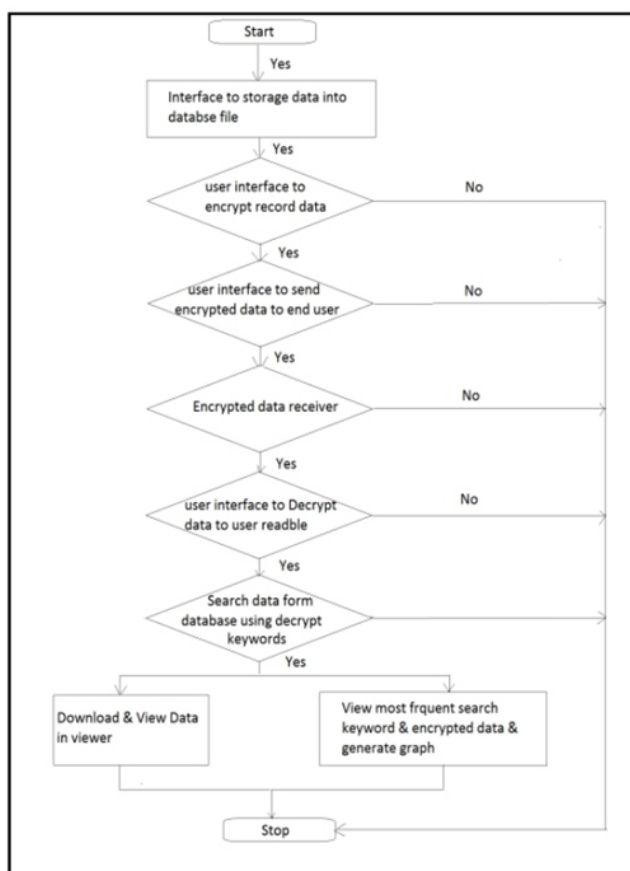 Start
Yes
Interface to storage data into
databse file
Yes
user interface to
encrypt record data
No
Yes
user interface to send
encrypted data to end user
No
Yes
Encrypted data receiver
No
Yes
user interface to Decrypt
data to user readble
No
Yes
Search data form
database using decrypt
keywords
Yes
Download & View Data
in viewer
View most frquent search
keyword & encrypted data &
generate graph
Stop